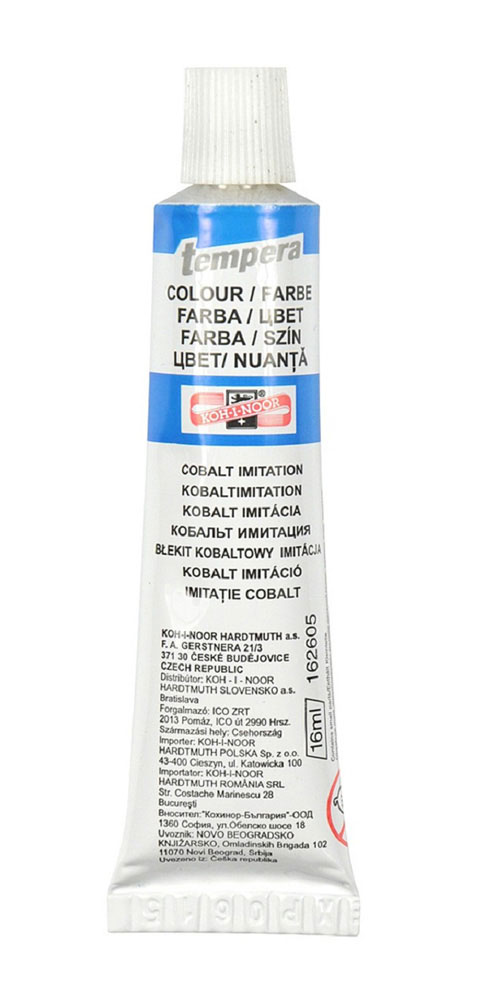 tempera
COLOUR / FARBE
FARBA / ЦВЕТ
FARBA / SZÍN
ЦВЕТ/ NUANȚĂ
KOH-I-NOOR®
COBALT IMITATION
KOBALTIMITATION
KOBALT IMITÁCIA
КОБАЛЬТ ИМИТАЦИЯ
BŁEKIT KOBALTOWY IMITÁCJA
KOBALT IMITÁCIÓ
IMITAȚIE COBALT
KOH-I-NOOR HARDTMUTH a.s.
F. A. GERSTNERA 21/3
371 30 ČESKÉ BUDĚJOVICE
CZECH REPUBLIC
Distribútor: KOH - I - NOOR
HARDTMUTH SLOVENSKO a.s.
Bratislava
Forgalmazó: ICO ZRT
2013 Pomáz, ICO út 2990 Hrsz.
Származási hely: Csehország
Importer: KOH-I-NOOR
HARDTMUTH POLSKA Sp. z o.o.
43-400 Cieszyn, ul. Katowicka 100
Importator: KOH-I-NOOR
HARDTMUTH ROMÂNIA SRL
Str. Costache Marinescu 2B
București
Вносител:"Кохинор-България"-ООД
1360 София, ул.Обелско шосе 18
Uvoznik: NOVO BEOGRADSKO
KNJIŽARSKO, Omladinskih Brigada 102
11070 Novi Beograd, Srbija
Uvezeno iz: Češka republika
16ml
162605
EXP0615